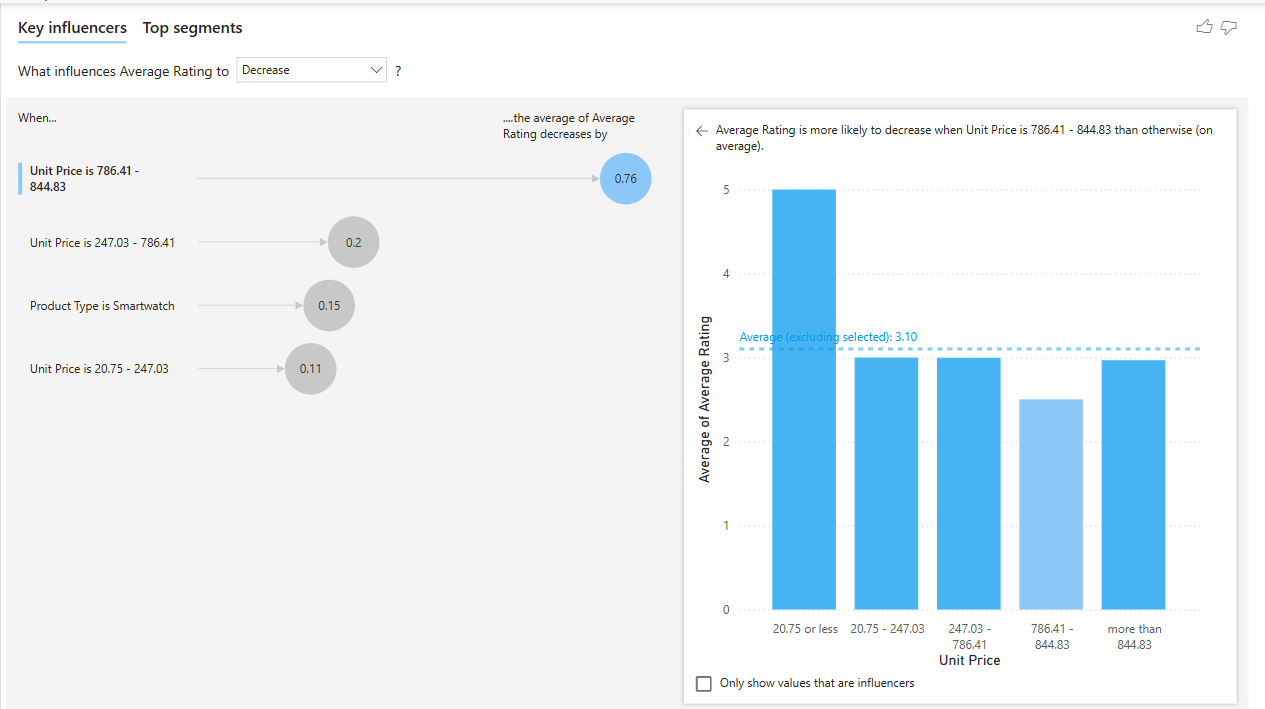 Key influencers
Top segments
What influences Average Rating to
Decrease
?
When...
....the average of Average
Rating decreases by
Unit Price is 786.41 -
844.83
0.76
Unit Price is 247.03 - 786.41
0.2
Product Type is Smartwatch
0.15
Unit Price is 20.75 - 247.03
0.11
← Average Rating is more likely to decrease when Unit Price is 786.41 - 844.83 than otherwise (on
average).
5
4
Average (excluding selected): 3.10
3
2
1
0
Average of Average Rating
20.75 or less
20.75 - 247.03
247.03 -
786.41
786.41 -
844.83
more than
844.83
Unit Price
Only show values that are influencers